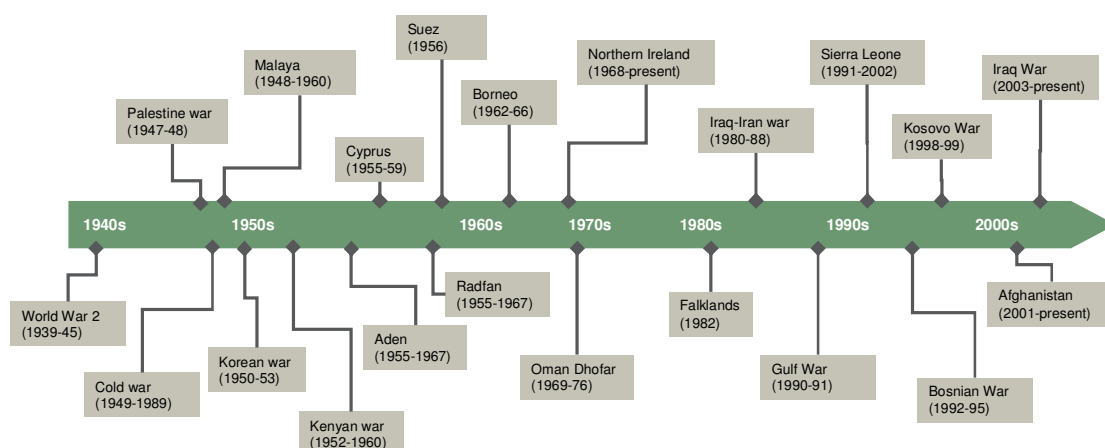 Suez
(1956)
Malaya
(1948-1960)
Northern Ireland
(1968-present)
Sierra Leone
(1991-2002)
Iraq War
(2003-present)
Palestine war
(1947-48)
Borneo
(1962-66)
Iraq-Iran war
(1980-88)
Kosovo War
(1998-99)
Cyprus
(1955-59)
1940s
1950s
1960s
1970s
1980s
1990s
2000s
World War 2
(1939-45)
Cold war
(1949-1989)
Korean war
(1950-53)
Kenyan war
(1952-1960)
Aden
(1955-1967)
Radfan
(1955-1967)
Oman Dhofar
(1969-76)
Falklands
(1982)
Gulf War
(1990-91)
Bosnian War
(1992-95)
Afghanistan
(2001-present)